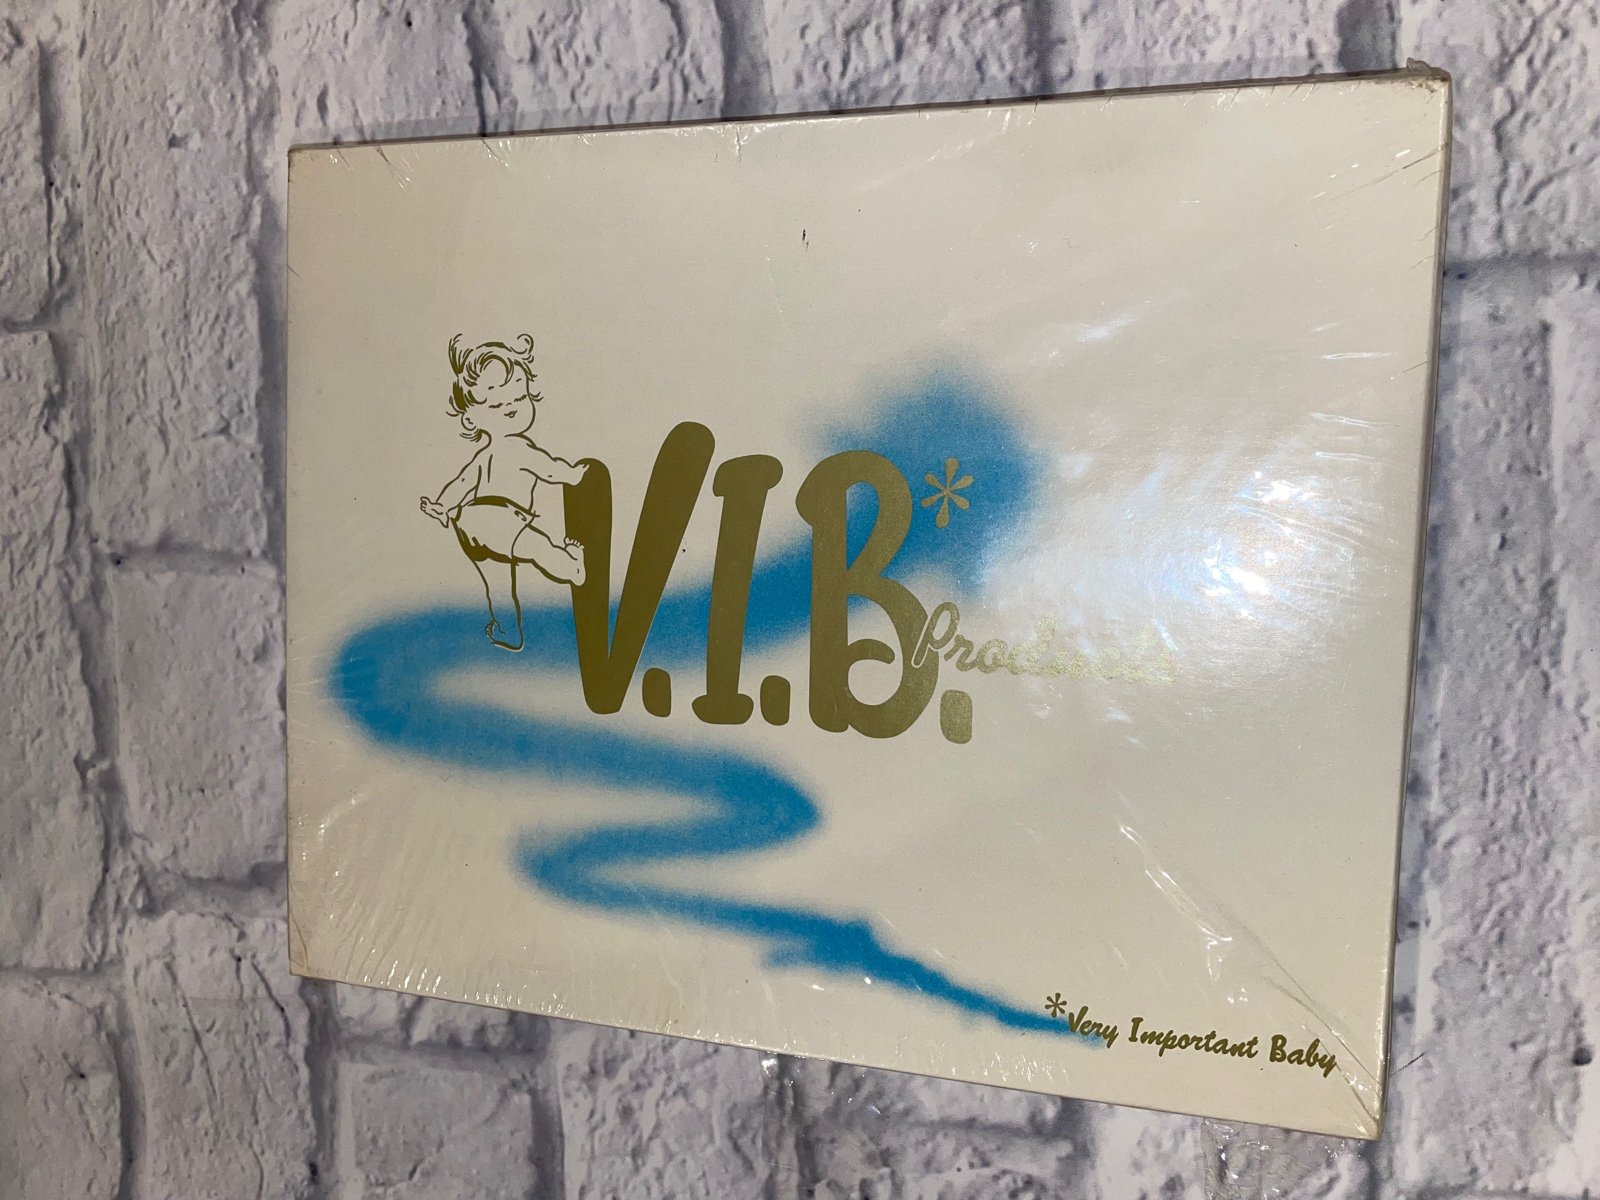 V.I.B.*
Products
*Very Important Baby